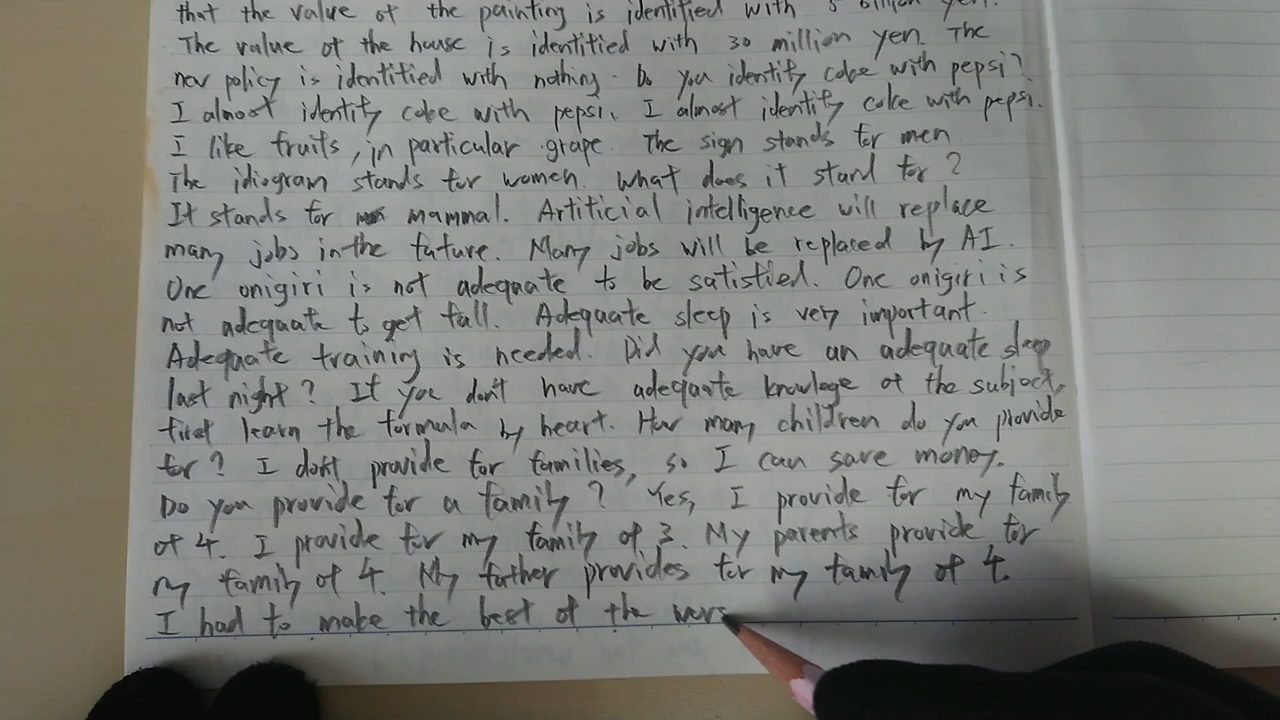 that the value of the painting is identified with 5 billion yen.
The value of the house is identified with 30 million yen. The
new policy is identified with nothing. Do you identify coke with pepsi?
I almost identify coke with pepsi. I almost identify coke with pepsi.
I like fruits, in particular grape. The sign stands for men
The idiogram stands for women. What does it stand for?
It stands for mammal. Artificial intelligence will replace
many jobs in the future. Many jobs will be replaced by AI.
One onigiri is not adequate to be satisfied. One onigiri is
not adequate to get full. Adequate sleep is very important.
Adequate training is needed. Did you have an adequate sleep
last night? If you don't have adequate knowlege of the subject,
first learn the formula by heart. How many children do you provide
for? I don't provide for families, so I can save money.
Do you provide for a family? Yes, I provide for my family
of 4. I provide for my family of 3. My parents provide for
my family of 4. My father provides for my family of 4.
I had to make the best of the wors